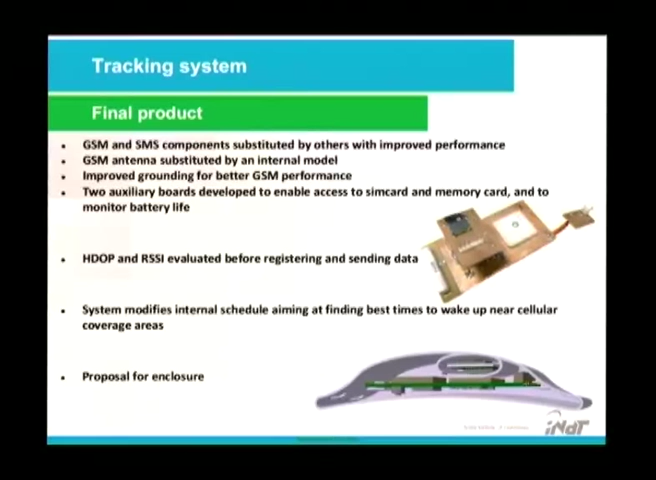 Tracking system
Final product
• GSM and SMS components substituted by others with improved performance
• GSM antenna substituted by an internal model
• Improved grounding for better GSM performance
• Two auxiliary boards developed to enable access to simcard and memory card, and to
monitor battery life
• HDOP and RSSI evaluated before registering and sending data
• System modifies internal schedule aiming at finding best times to wake up near cellular
coverage areas
• Proposal for enclosure
iNdT